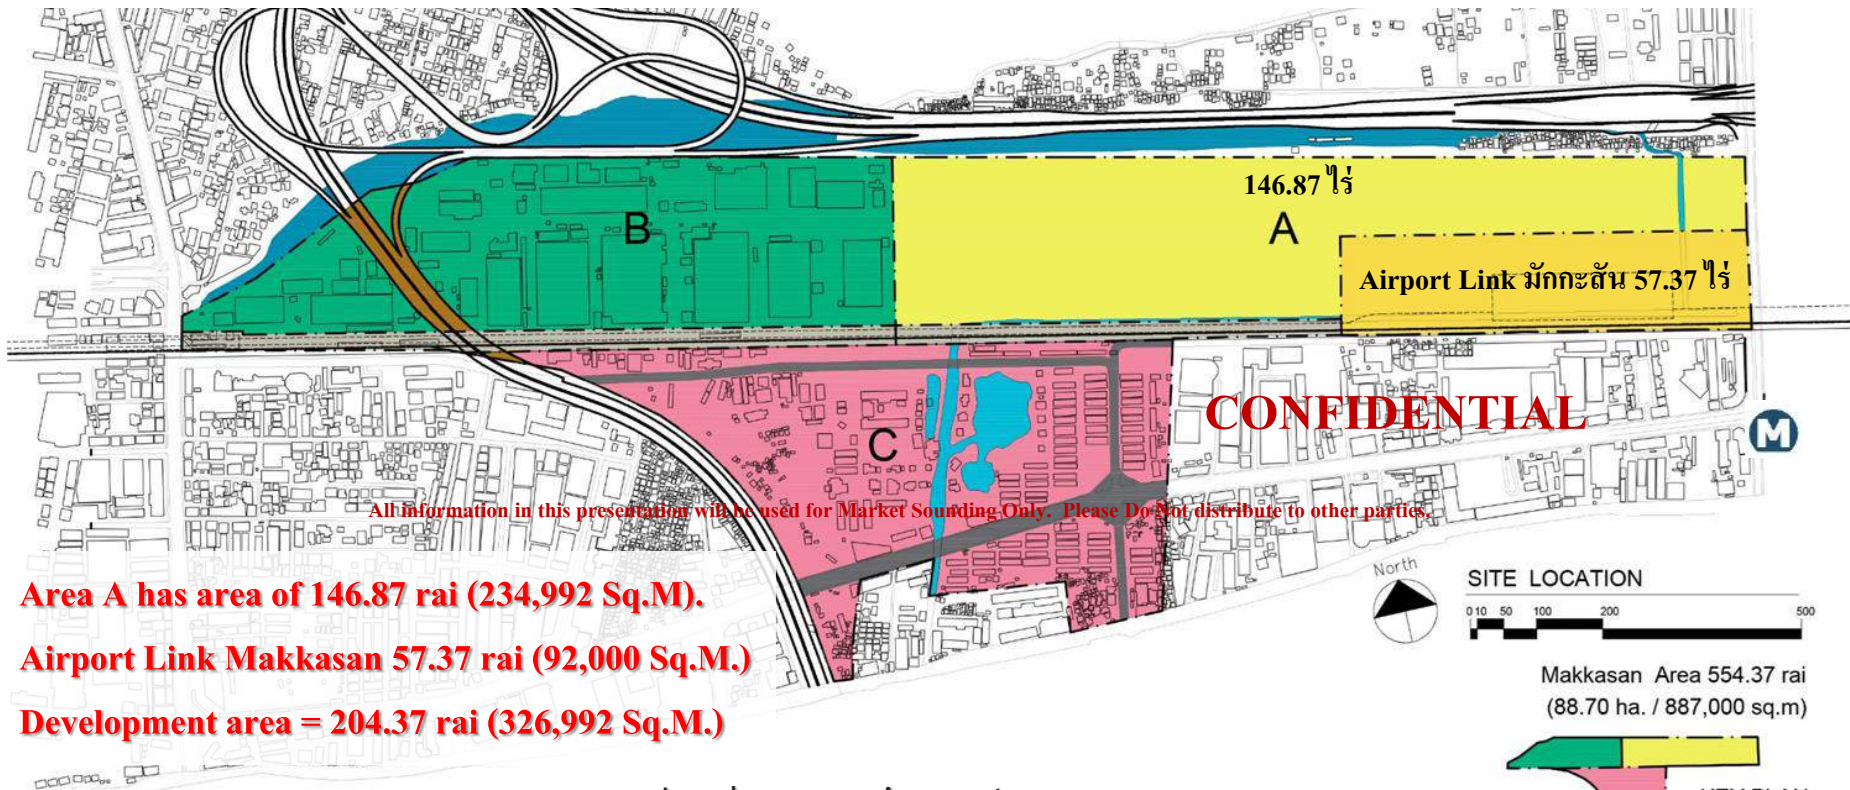 146.87 ไร่
B
A
Airport Link มักกะสัน 57.37 ไร่
CONFIDENTIAL
M
C
All information in this presentation will be used for Market Sounding Only. Please Do Not distribute to other parties.
North
SITE LOCATION
0 10 50 100 200 500
Area A has area of 146.87 rai (234,992 Sq.M).
Airport Link Makkasan 57.37 rai (92,000 Sq.M.)
Development area = 204.37 rai (326,992 Sq.M.)
Makkasan Area 554.37 rai
(88.70 ha. / 887,000 sq.m)